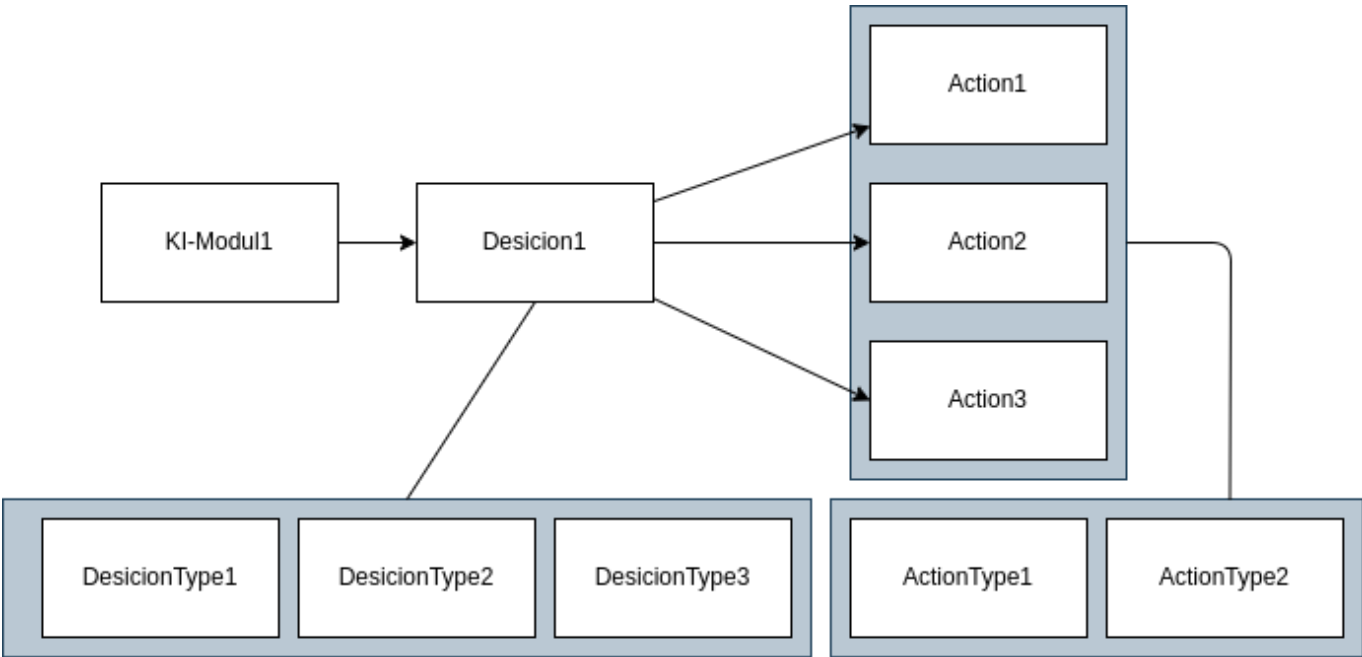 Action1
KI-Modul1
Desicion1
Action2
Action3
DesicionType1
DesicionType2
DesicionType3
ActionType1
ActionType2